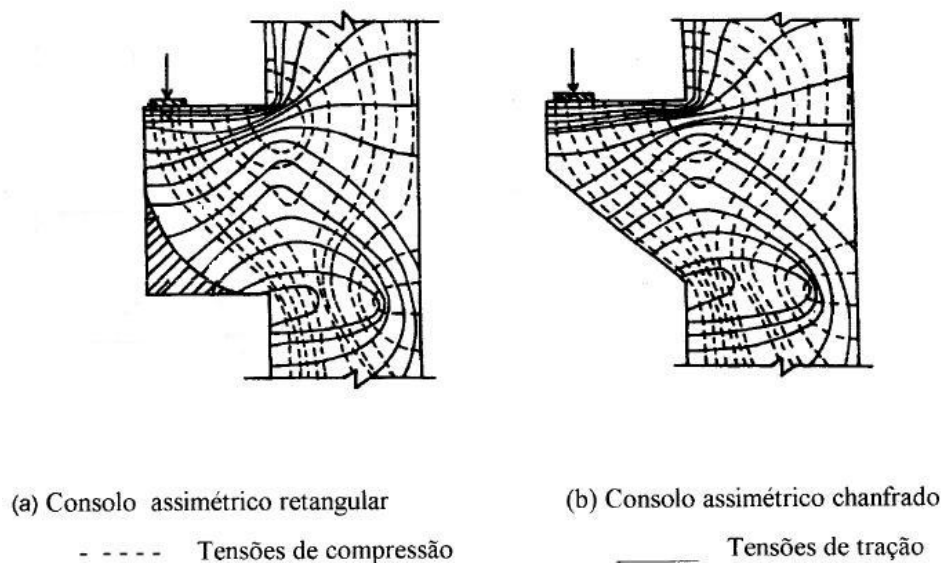 (a) Consolo assimétrico retangular
(b) Consolo assimétrico chanfrado
Tensões de compressão
Tensões de tração